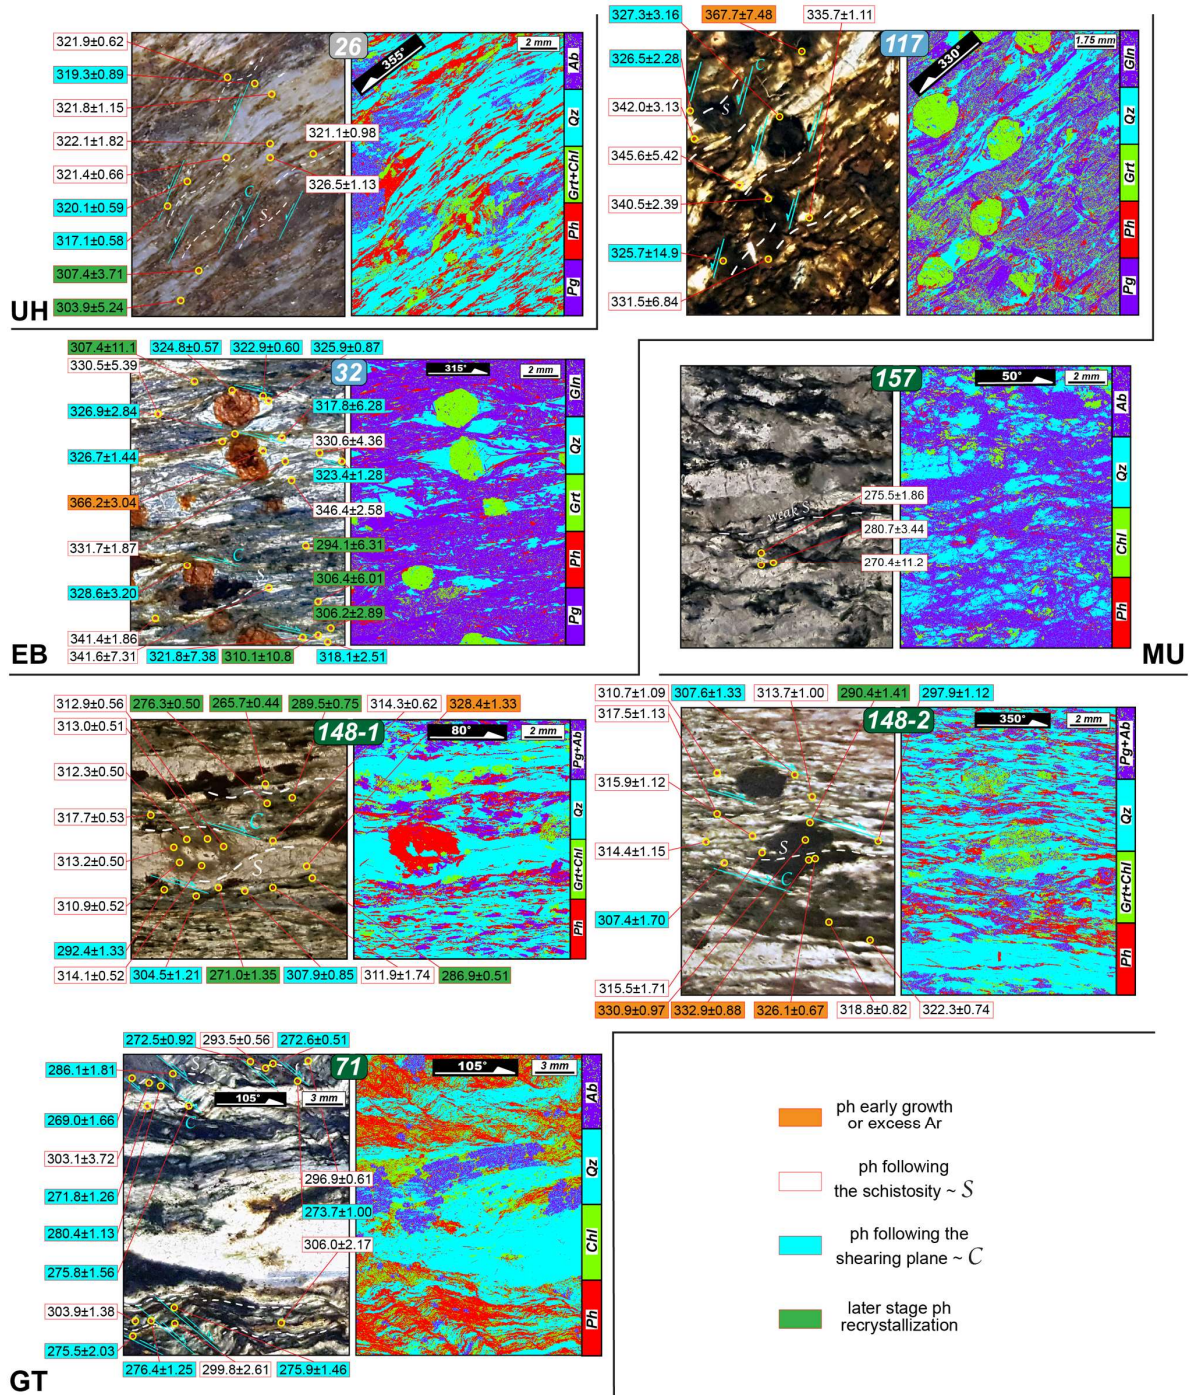 26
321.9±0.62
319.3±0.89
321.8±1.15
322.1±1.82
321.4±0.66
320.1±0.59
317.1±0.58
307.4±3.71
303.9±5.24
321.1±0.98
326.5±1.13
C
S
355°
2 mm
Ab
Qz
Grt+Chl
Ph
Pg
UH
327.3±3.16
367.7±7.48
335.7±1.11
117
326.5±2.28
342.0±3.13
345.6±5.42
340.5±2.39
325.7±14.9
331.5±6.84
C
S
330°
1.75 mm
Gln
Qz
Grt
Ph
Pg
307.4±11.1
324.8±0.57
322.9±0.60
325.9±0.87
330.5±5.39
32
326.9±2.84
317.8±6.28
326.7±1.44
330.6±4.36
323.4±1.28
366.2±3.04
346.4±2.58
331.7±1.87
294.1±6.31
328.6±3.20
306.4±6.01
306.2±2.89
341.4±1.86
341.6±7.31
321.8±7.38
310.1±10.8
318.1±2.51
C
S
315°
2 mm
Gln
Qz
Grt
Ph
Pg
EB
157
weak S
275.5±1.86
280.7±3.44
270.4±11.2
50°
2 mm
Ab
Qz
Chl
Ph
MU
312.9±0.56
276.3±0.50
265.7±0.44
289.5±0.75
314.3±0.62
328.4±1.33
313.0±0.51
148-1
312.3±0.50
317.7±0.53
313.2±0.50
310.9±0.52
292.4±1.33
314.1±0.52
304.5±1.21
271.0±1.35
307.9±0.85
311.9±1.74
286.9±0.51
C
S
80°
2 mm
Pg+Ab
Qz
Grt+Chl
Ph
310.7±1.09
307.6±1.33
313.7±1.00
290.4±1.41
297.9±1.12
317.5±1.13
148-2
315.9±1.12
314.4±1.15
307.4±1.70
315.5±1.71
330.9±0.97
332.9±0.88
326.1±0.67
318.8±0.82
322.3±0.74
S
C
350°
2 mm
Pg+Ab
Qz
Grt+Chl
Ph
272.5±0.92
293.5±0.56
272.6±0.51
71
286.1±1.81
269.0±1.66
303.1±3.72
271.8±1.26
280.4±1.13
275.8±1.56
303.9±1.38
275.5±2.03
276.4±1.25
299.8±2.61
275.9±1.46
296.9±0.61
273.7±1.00
306.0±2.17
C
105°
3 mm
105°
3 mm
Ab
Qz
Chl
Ph
GT
ph early growth
or excess Ar
ph following
the schistosity ~ S
ph following the
shearing plane ~ C
later stage ph
recrystallization